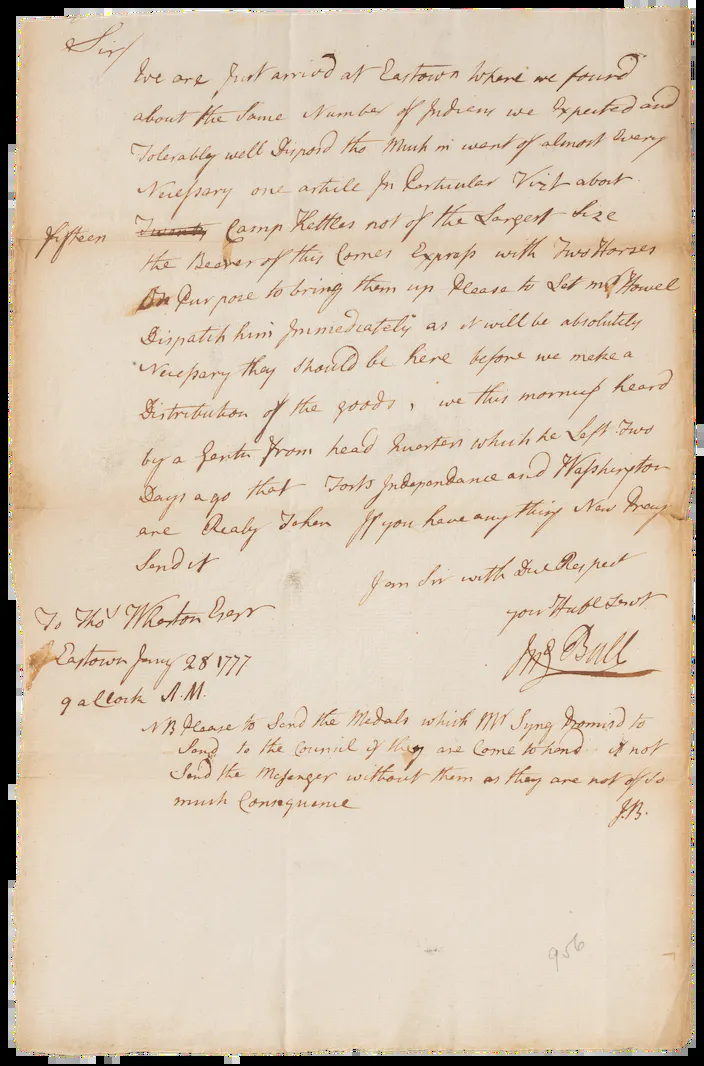 Sir/
We are Just arrivd at Eastown Where we found
about the Same Number of Indiens we Expected and
Tolerably well Disposd tho Much in want of almost Every
Necessary one article In Particular Vizt about
fifteen Twenty Camp Kettles not of the Largest Size
the Bearer of this Comes Express with Two Horses
On Purpose to bring them up Please to Let mr Howel
Dispatch him Immediately as it will be absolutely
Necessary they should be here before we make a
Distribution of the goods, we this morning heard
by a Gentn from head Quarters which he Left Two
Days ago that Forts Independance and Washington
are Realy Taken If you have any thing New Pray
Send it
I am Sir with Due Respect
your Huble Servt
Jno Bull
To Thos Wharton Esqr
Eastown Jany 28 1777
9 a Clock A.M.
NB Please to Send the Medals which Mr Syng Promisd to
Send to the Council if they are Come to hand if not
Send the Mesenger without them as they are not of So
much Consequence
J.B.
956